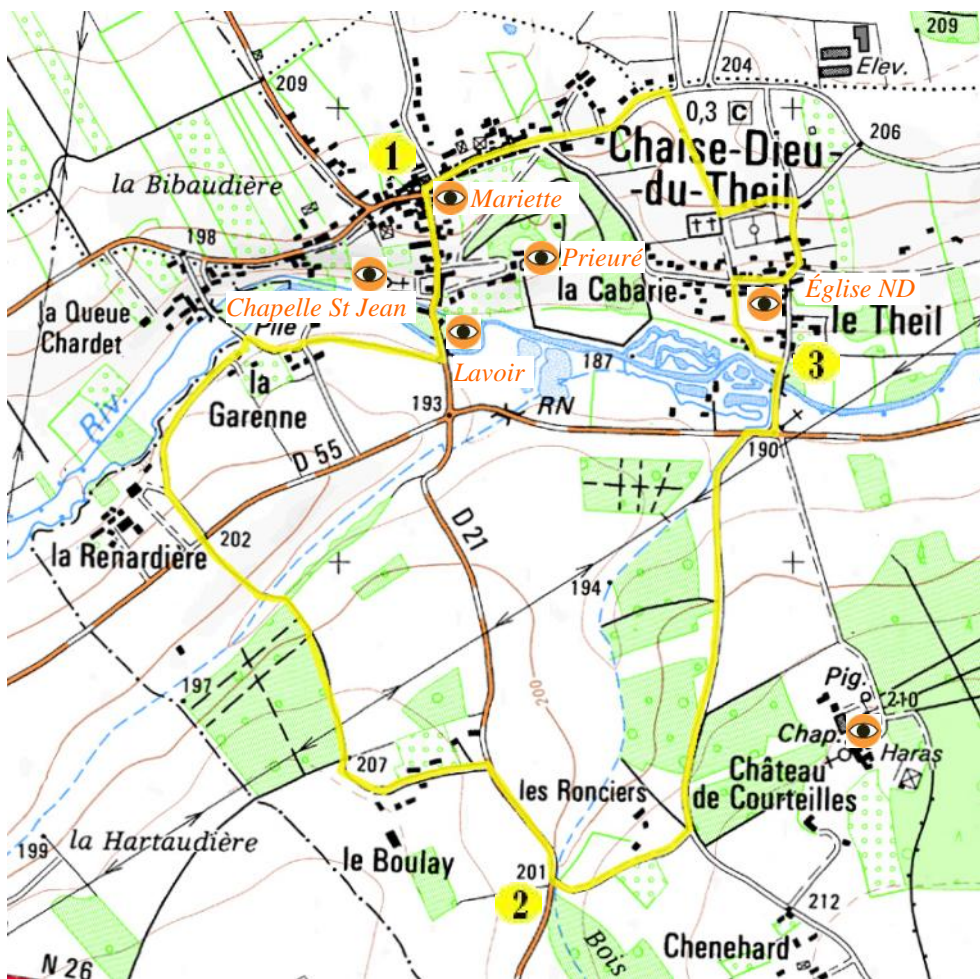 209
204
Elev.
209
0,3 C
206
1
Chaise-Dieu-
-du-Theil
la Bibaudière
Mariette
198
Prieuré
la Cabarie
Église ND
Chapelle St Jean
la Queue
Chardet
Pile
le Theil
Lavoir
187
3
la
Garenne
Riv.
193
RN
190
D 55
D 21
202
la Renardière
194
197
200
Pig.
210
Chap.
Haras
207
Château
de Courteilles
les Ronciers
la Hartaudière
199
le Boulay
201
2
212
Bois
Chenehard
N 26